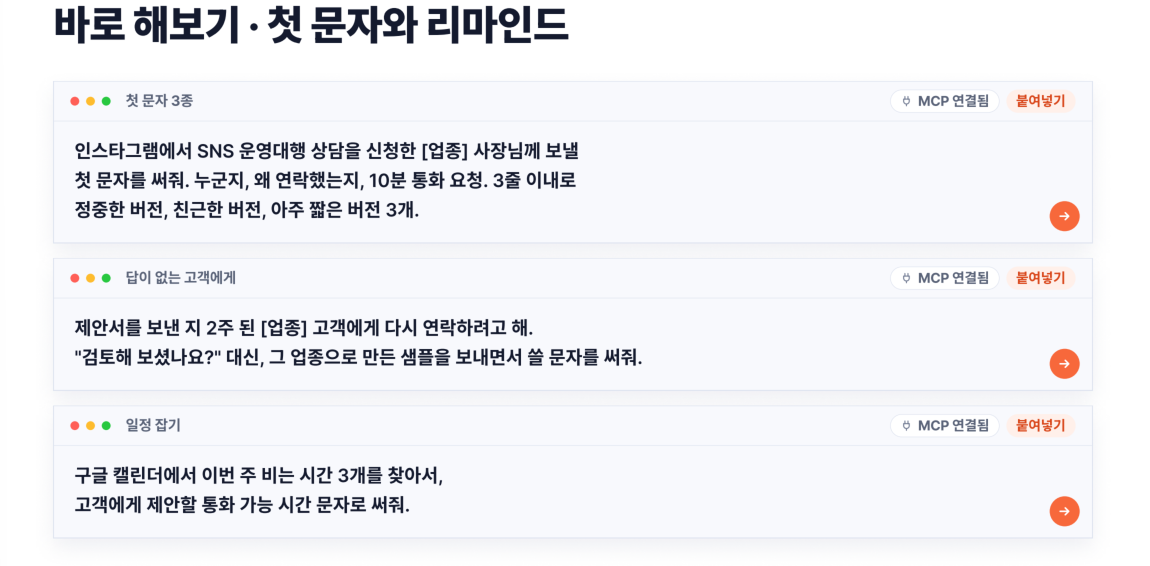 바로 해보기 · 첫 문자와 리마인드
첫 문자 3종
MCP 연결됨
붙여넣기
인스타그램에서 SNS 운영대행 상담을 신청한 [업종] 사장님께 보낼
첫 문자를 써줘. 누군지, 왜 연락했는지, 10분 통화 요청. 3줄 이내로
정중한 버전, 친근한 버전, 아주 짧은 버전 3개.
답이 없는 고객에게
MCP 연결됨
붙여넣기
제안서를 보낸 지 2주 된 [업종] 고객에게 다시 연락하려고 해.
"검토해 보셨나요?" 대신, 그 업종으로 만든 샘플을 보내면서 쓸 문자를 써줘.
일정 잡기
MCP 연결됨
붙여넣기
구글 캘린더에서 이번 주 비는 시간 3개를 찾아서,
고객에게 제안할 통화 가능 시간 문자로 써줘.